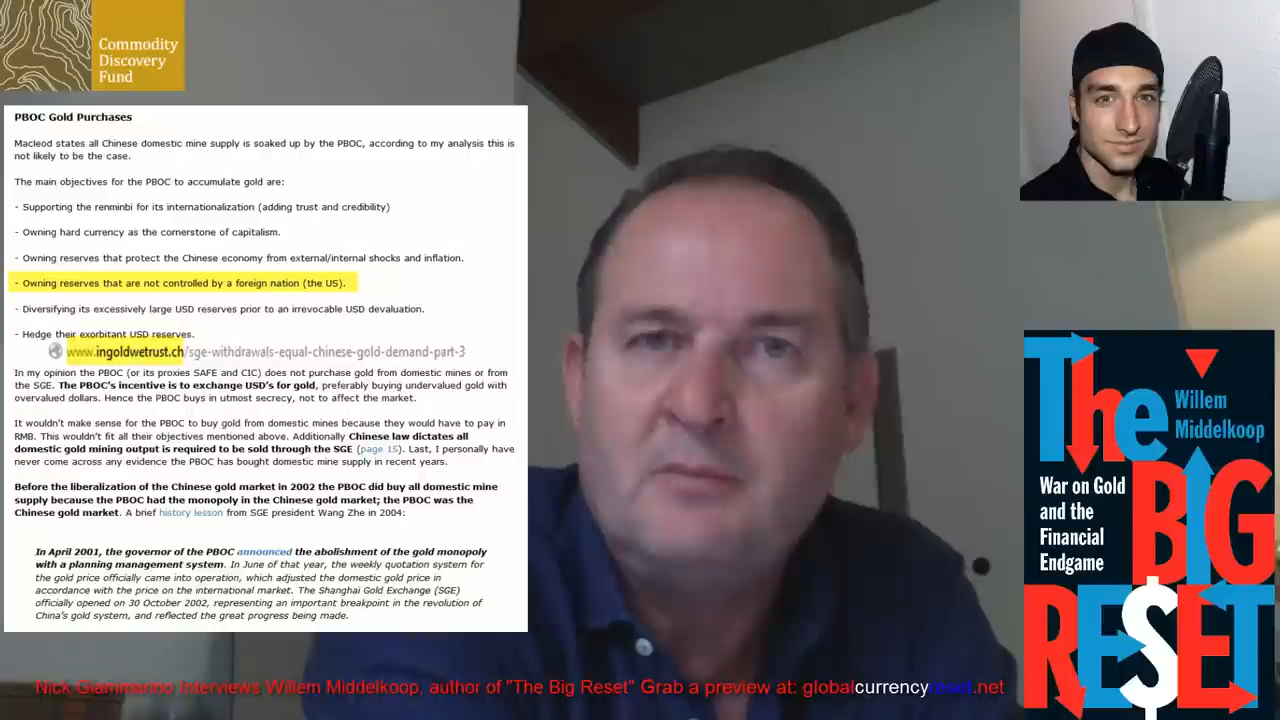 Commodity
Discovery
Fund
PBOC Gold Purchases
Macleod states all Chinese domestic mine supply is soaked up by the PBOC, according to my analysis this is
not likely to be the case.
The main objectives for the PBOC to accumulate gold are:
- Supporting the renminbi for its internationalization (adding trust and credibility)
- Owning hard currency as the cornerstone of capitalism.
- Owning reserves that protect the Chinese economy from external/internal shocks and inflation.
- Owning reserves that are not controlled by a foreign nation (the US).
- Diversifying its excessively large USD reserves prior to an irrevocable USD devaluation.
- Hedge their exorbitant USD reserves.
www.ingoldwetrust.ch/sge-withdrawals-equal-chinese-gold-demand-part-3
In my opinion the PBOC (or its proxies SAFE and CIC) does not purchase gold from domestic mines or from
the SGE. The PBOC's incentive is to exchange USD's for gold, preferably buying undervalued gold with
overvalued dollars. Hence the PBOC buys in utmost secrecy, not to affect the market.
It wouldn't make sense for the PBOC to buy gold from domestic mines because they would have to pay in
RMB. This wouldn't fit all their objectives mentioned above. Additionally Chinese law dictates all
domestic gold mining output is required to be sold through the SGE (page 15). Last, I personally have
never come across any evidence the PBOC has bought domestic mine supply in recent years.
Before the liberalization of the Chinese gold market in 2002 the PBOC did buy all domestic mine
supply because the PBOC had the monopoly in the Chinese gold market; the PBOC was the
Chinese gold market. A brief history lesson from SGE president Wang Zhe in 2004:
In April 2001, the governor of the PBOC announced the abolishment of the gold monopoly
with a planning management system. In June of that year, the weekly quotation system for
the gold price officially came into operation, which adjusted the domestic gold price in
accordance with the price on the international market. The Shanghai Gold Exchange (SGE)
officially opened on 30 October 2002, representing an important breakpoint in the revolution of
China's gold system, and reflected the great progress being made.
The
Willem
Middelkoop
War on Gold
and the
Financial
Endgame
BIG
RE$ET
Nick Giammarino Interviews Willem Middelkoop, author of "The Big Reset" Grab a preview at: globalcurrencyreset.net